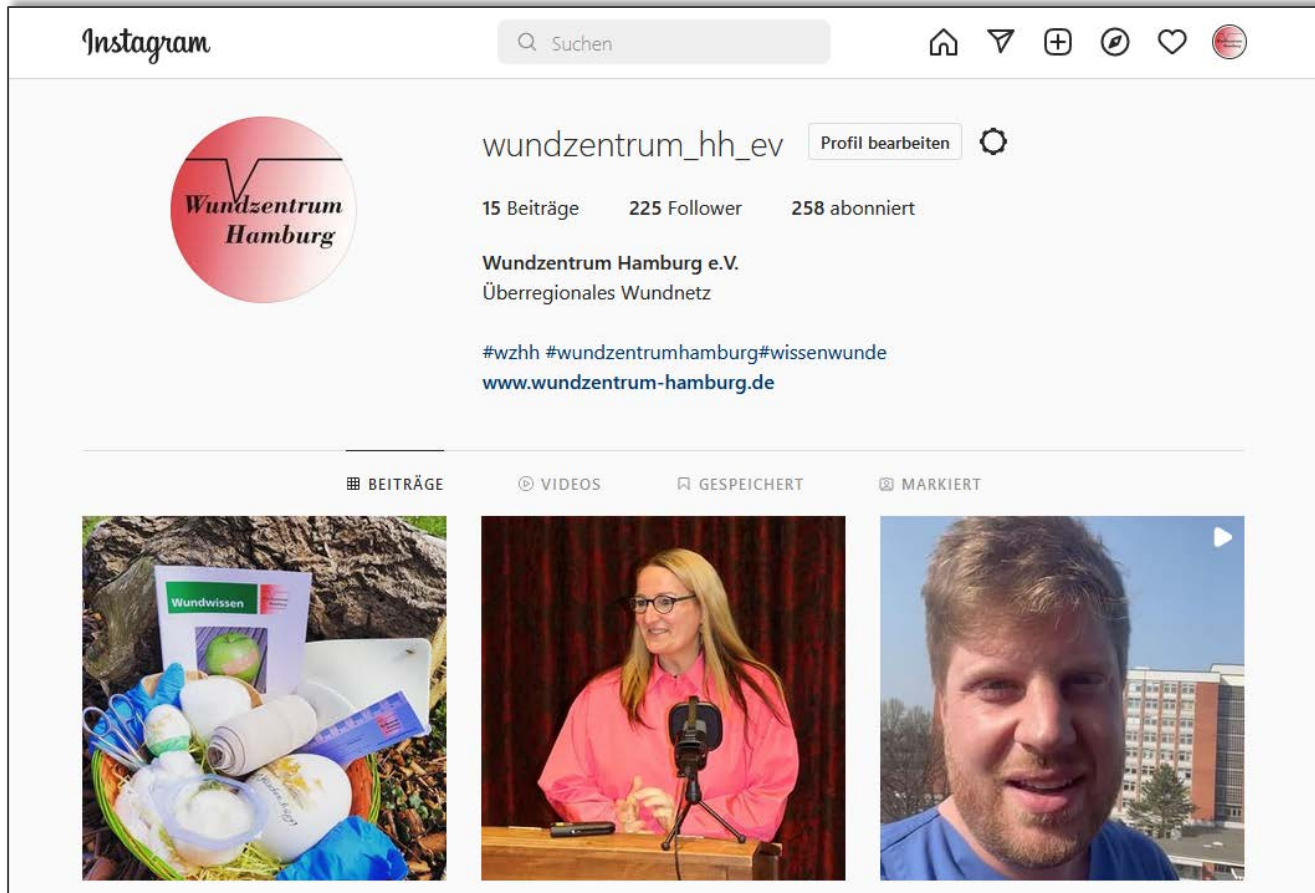 Instagram
Suchen
Wundzentrum
Hamburg
wundzentrum_hh_ev Profil bearbeiten
15 Beiträge 225 Follower 258 abonniert
Wundzentrum Hamburg e.V.
Überregionales Wundnetz
#wzhh #wundzentrumhamburg#wissenwunde
www.wundzentrum-hamburg.de
BEITRÄGE VIDEOS GESPEICHERT MARKIERT
Wundwissen